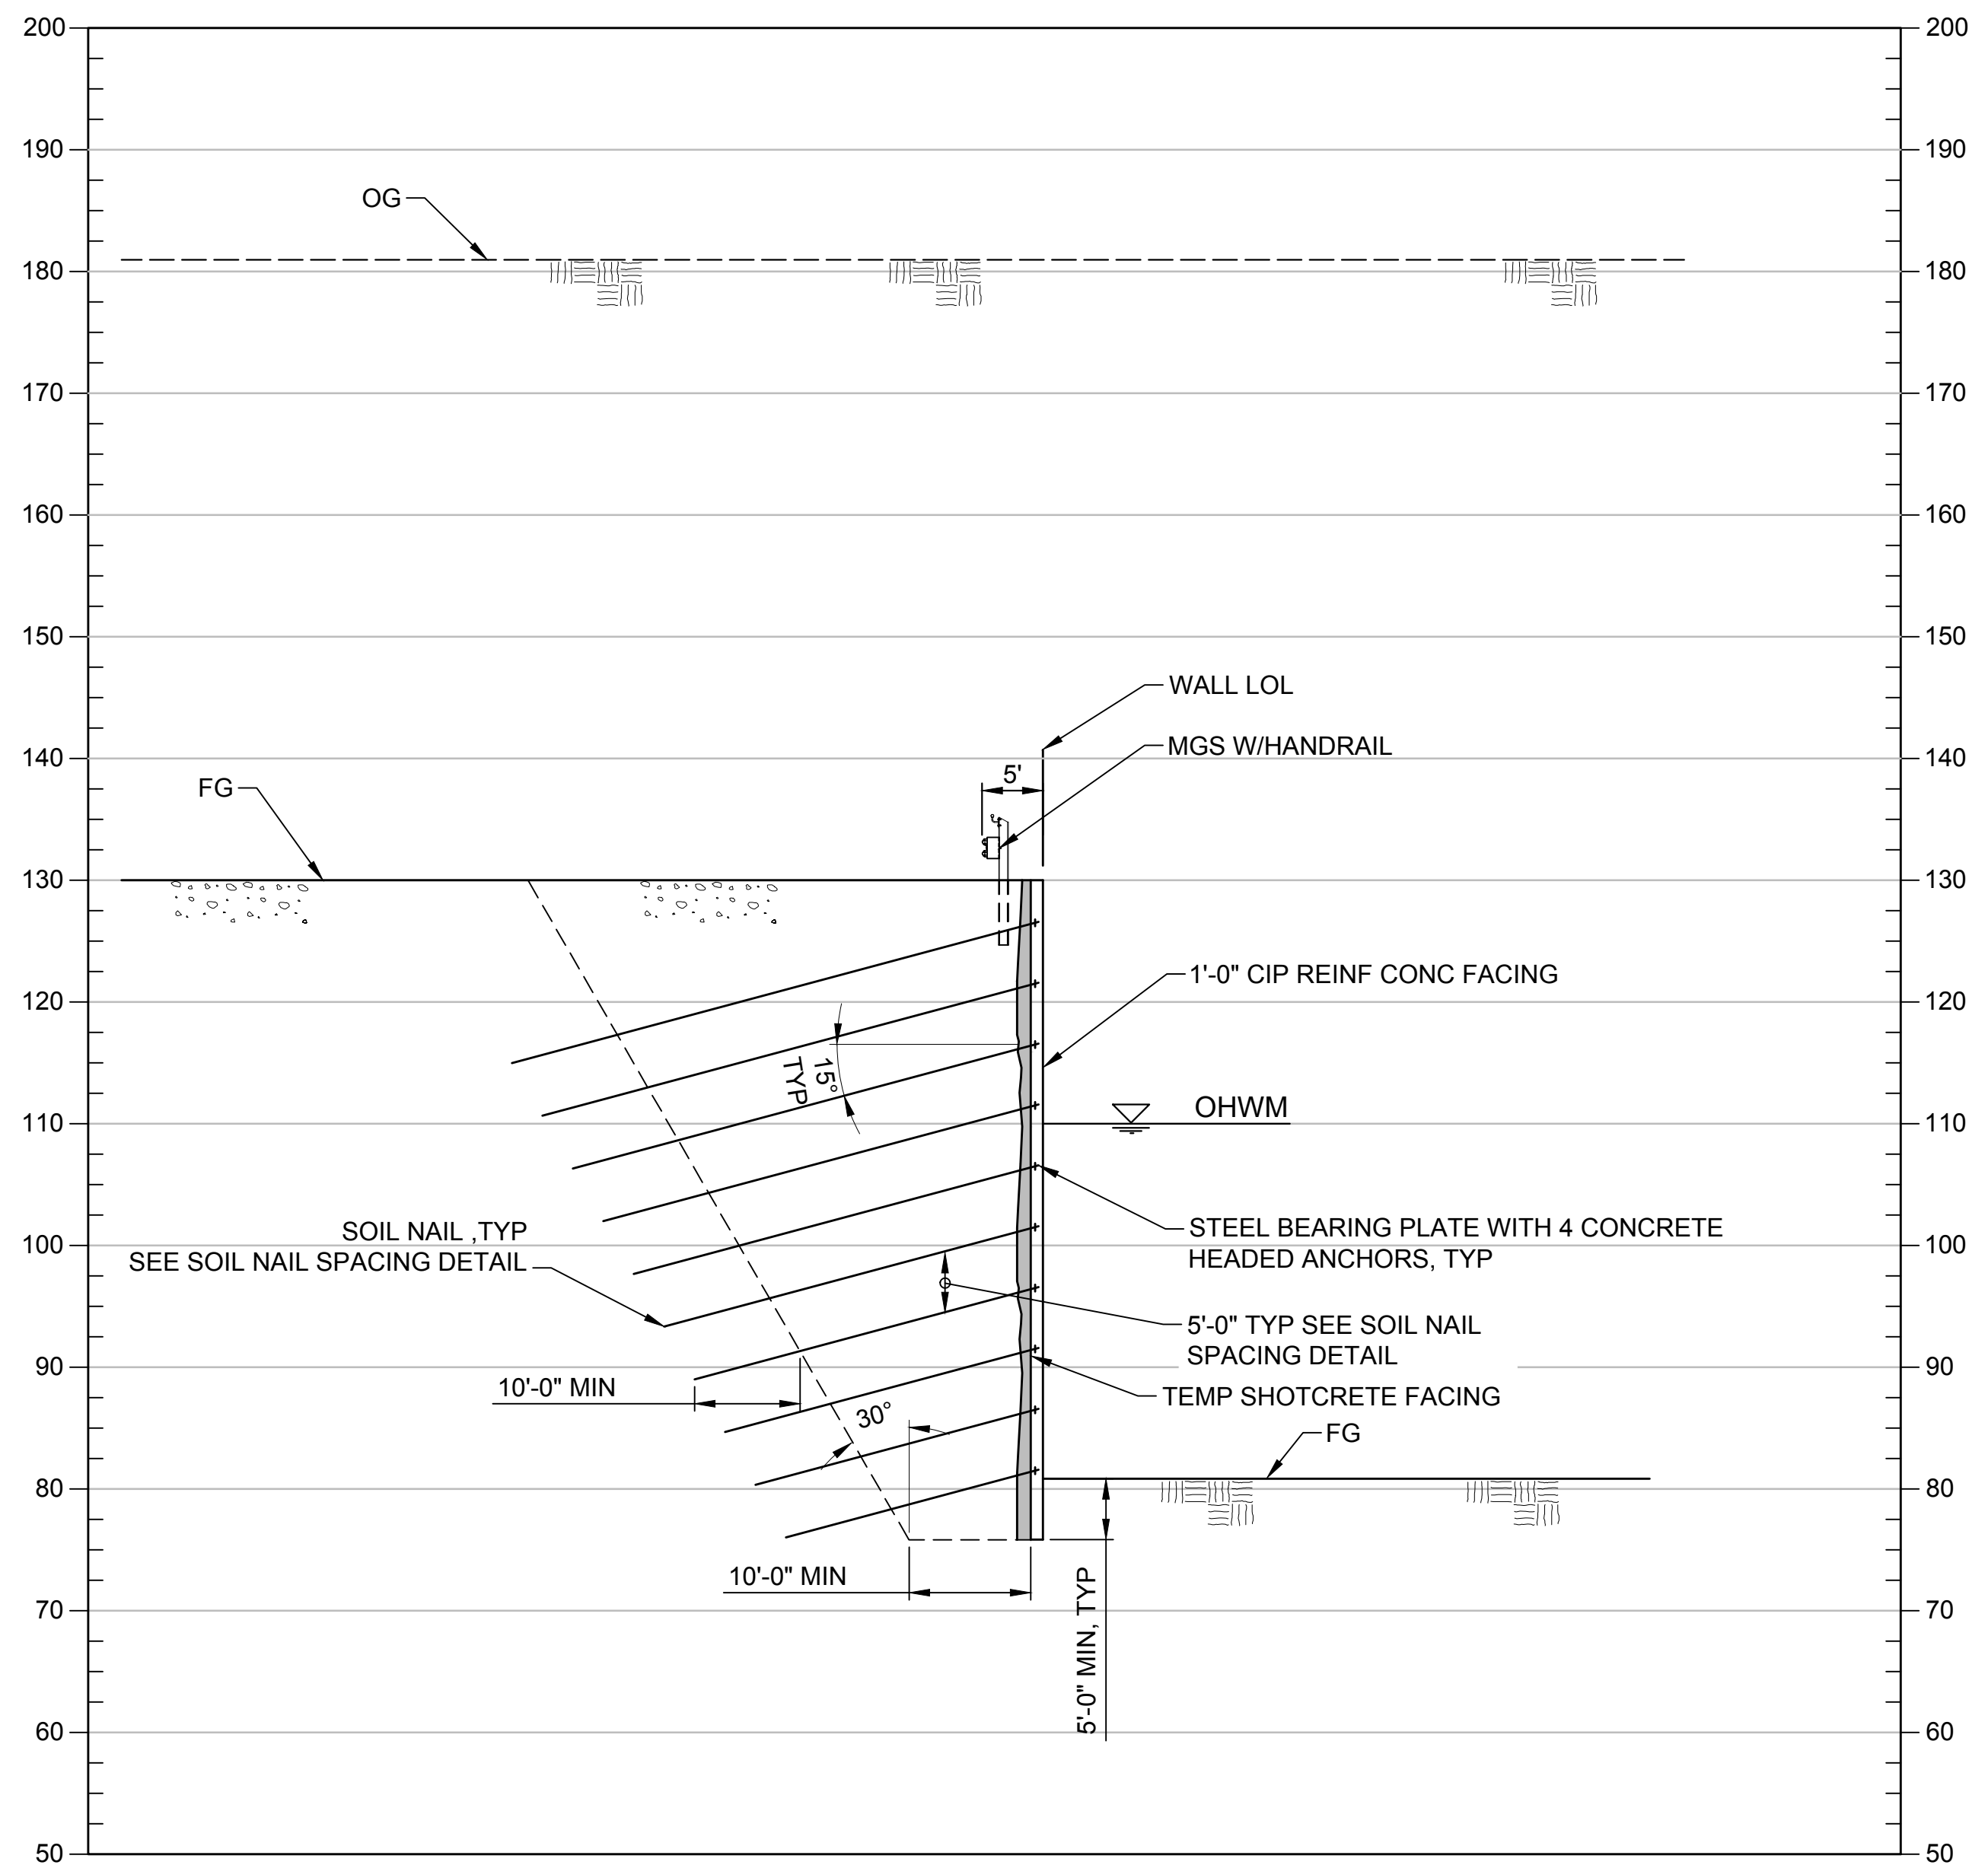 200 200
190 190
OG
180 180
170 170
160 160
150 150
WALL LOL
MGS W/HANDRAIL
140 140
5'
FG
130 130
1'-0" CIP REINF CONC FACING
120 120
15°
TYP
OHWM
110 110
SOIL NAIL ,TYP
SEE SOIL NAIL SPACING DETAIL
STEEL BEARING PLATE WITH 4 CONCRETE
HEADED ANCHORS, TYP
100 100
5'-0" TYP SEE SOIL NAIL
SPACING DETAIL
90 90
10'-0" MIN
TEMP SHOTCRETE FACING
30°
FG
80 80
10'-0" MIN
5'-0" MIN, TYP
70 70
60 60
50 50